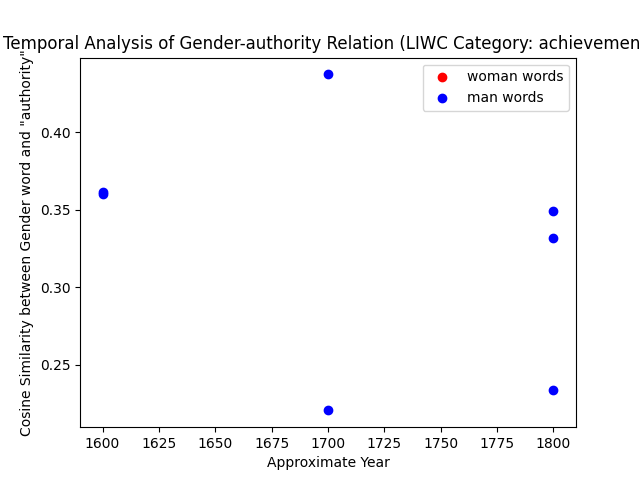 Temporal Analysis of Gender-authority Relation (LIWC Category: achievemen
woman words
man words
Cosine Similarity between Gender word and "authority"
0.40
0.35
0.30
0.25
1600
1625
1650
1675
1700
1725
1750
1775
1800
Approximate Year